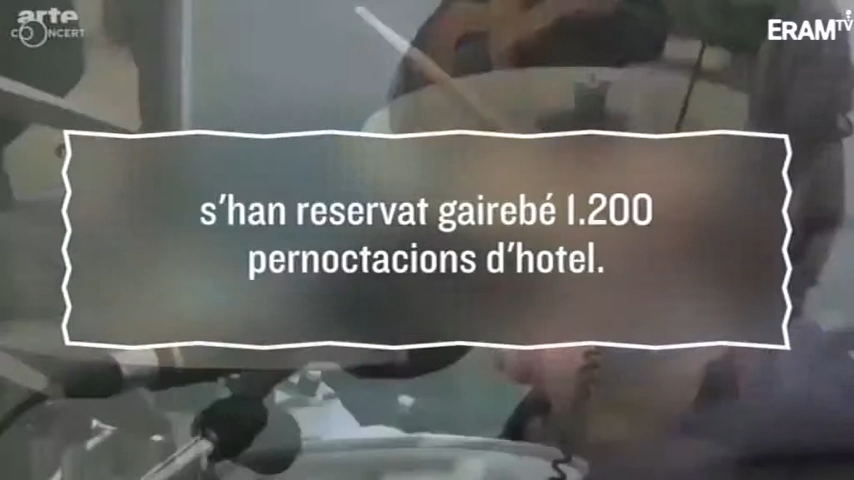 arte
CONCERT
ERAM TV
s'han reservat gairebé 1.200
pernoctacions d'hotel.